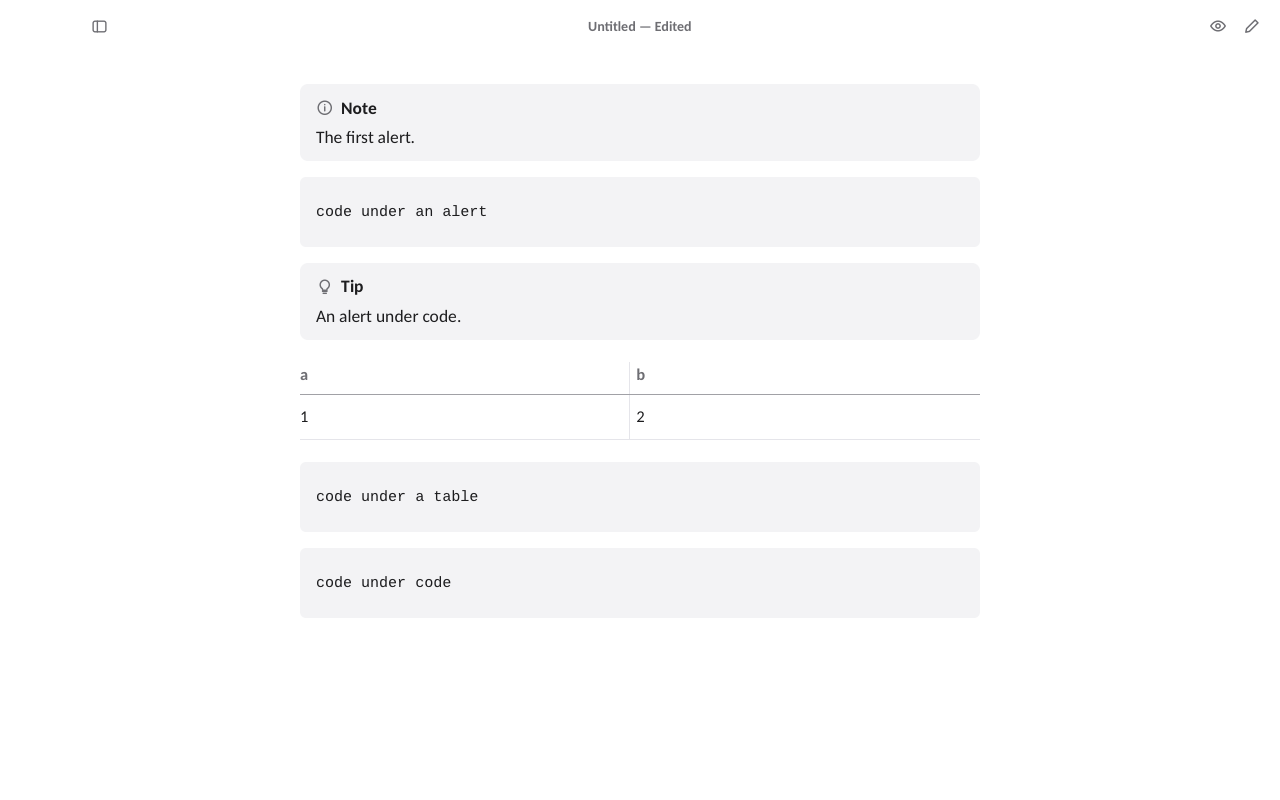 Untitled — Edited
Note
The first alert.
code under an alert
Tip
An alert under code.
a b
1 2
code under a table
code under code